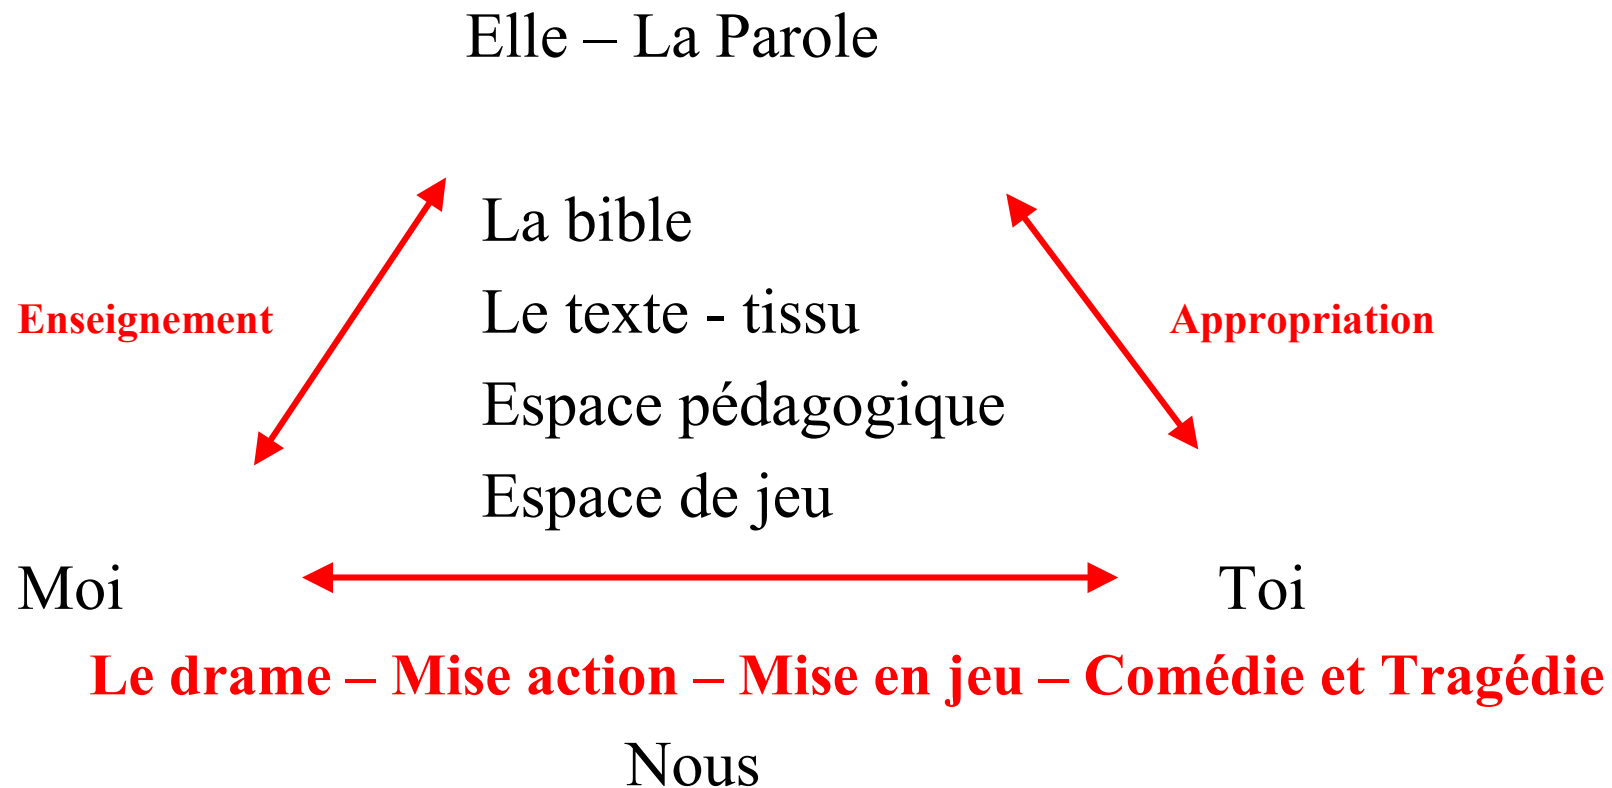 Elle – La Parole
La bible
Enseignement
Le texte - tissu
Appropriation
Espace pédagogique
Espace de jeu
Moi
Toi
Le drame – Mise action – Mise en jeu – Comédie et Tragédie
Nous